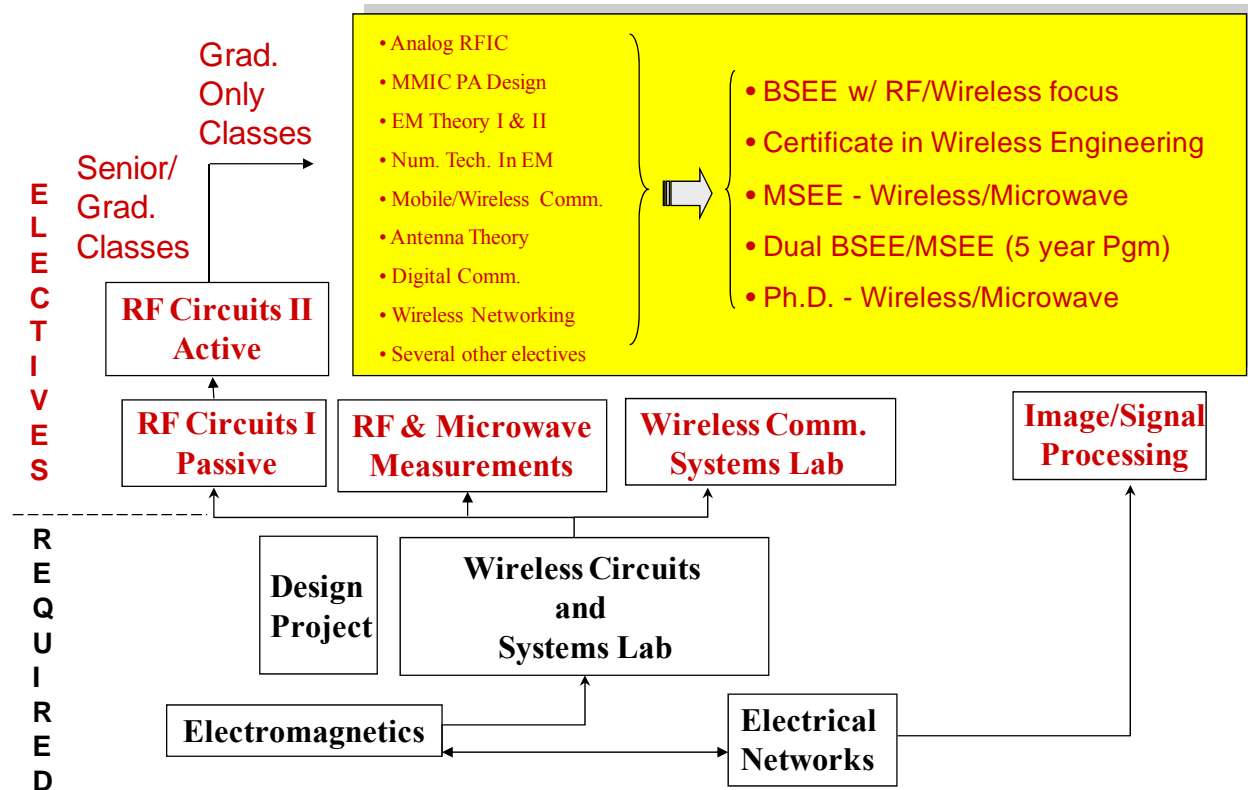 Grad.
Only
Classes
Senior/
Grad.
Classes
• Analog RFIC
• MMIC PA Design
• EM Theory I & II
• Num. Tech. In EM
• Mobile/Wireless Comm.
• Antenna Theory
• Digital Comm.
• Wireless Networking
• Several other electives
• BSEE w/ RF/Wireless focus
• Certificate in Wireless Engineering
• MSEE - Wireless/Microwave
• Dual BSEE/MSEE (5 year Pgm)
• Ph.D. - Wireless/Microwave
E
L
E
C
T
I
V
E
S
RF Circuits II
Active
RF Circuits I
Passive
RF & Microwave
Measurements
Wireless Comm.
Systems Lab
Image/Signal
Processing
R
E
Q
U
I
R
E
D
Design
Project
Wireless Circuits
and
Systems Lab
Electromagnetics
Electrical
Networks